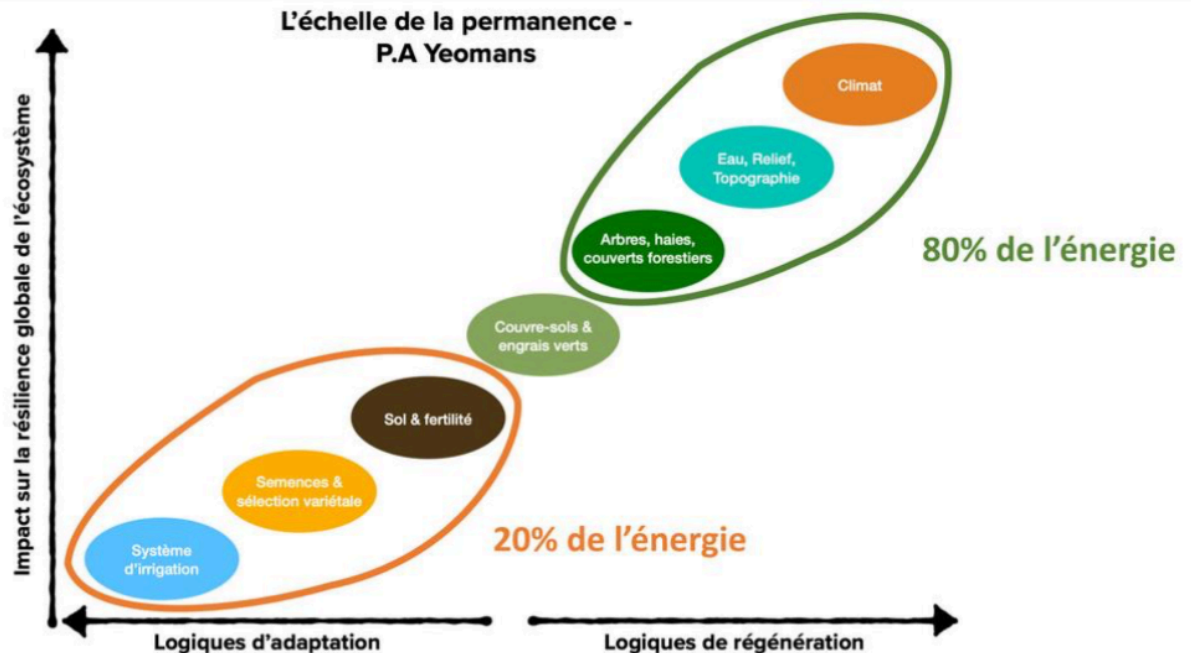 L'échelle de la permanence -
P.A Yeomans
Impact sur la résilience globale de l'écosystème
Climat
Eau, Relief,
Topographie
Arbres, haies,
couverts forestiers
80% de l'énergie
Couvre-sols &
engrais verts
Sol & fertilité
Semences &
sélection variétale
20% de l'énergie
Système
d'irrigation
Logiques d'adaptation
Logiques de régénération